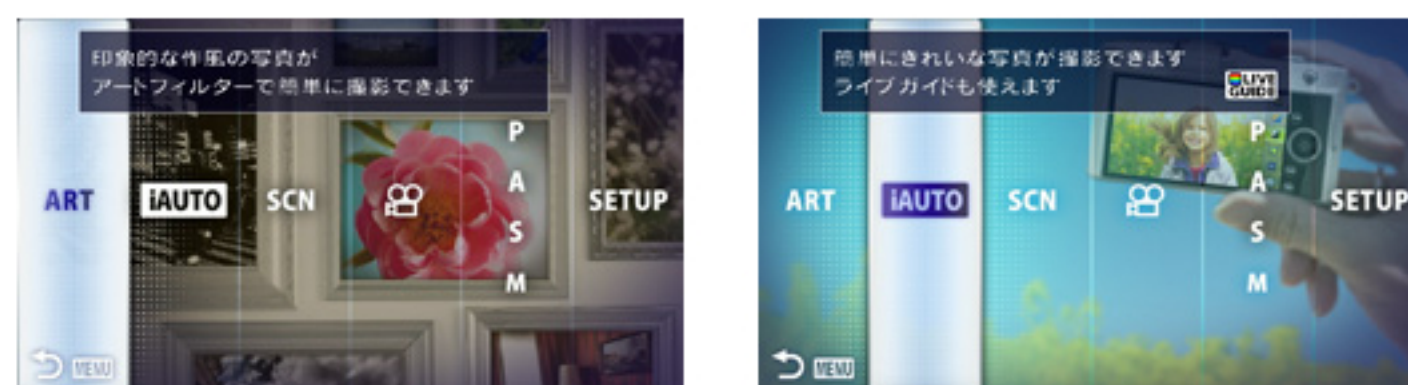 印象的な作風の写真が
アートフィルターで簡単に撮影できます
ART
iAUTO
SCN
P
A
S
M
SETUP
MENU
簡単にきれいな写真が撮影できます
ライブガイドも使えます
LIVE
GUIDE
ART
iAUTO
SCN
P
A
S
M
SETUP
MENU